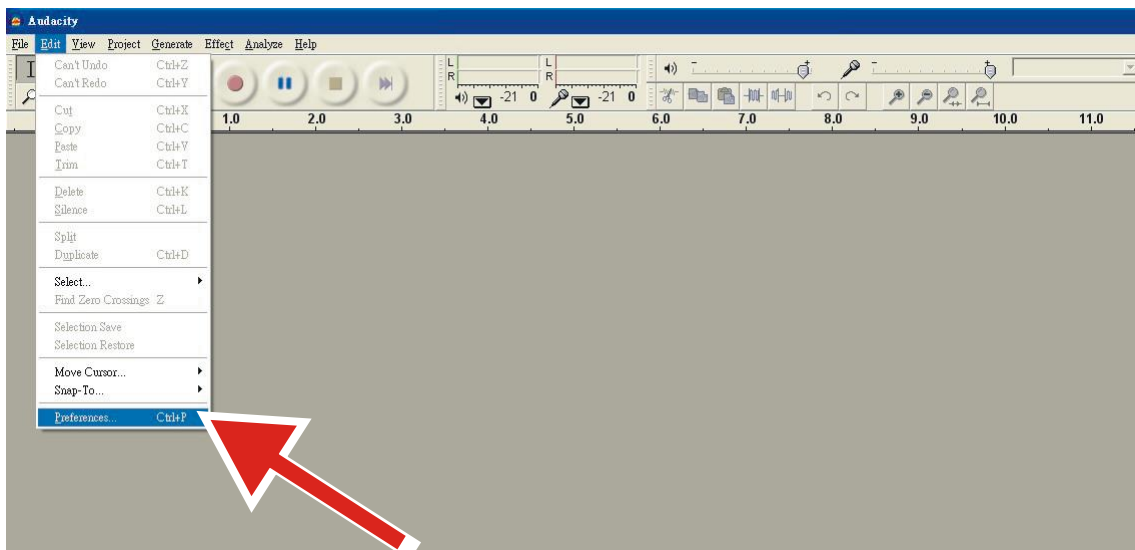 Audacity
File Edit View Project Generate Effect Analyze Help
Can't Undo Ctrl+Z
Can't Redo Ctrl+Y
Cut Ctrl+X
Copy Ctrl+C
Paste Ctrl+V
Trim Ctrl+T
Delete Ctrl+K
Silence Ctrl+L
Split
Duplicate Ctrl+D
Select...
Find Zero Crossings Z
Selection Save
Selection Restore
Move Cursor...
Snap-To...
Preferences... Ctrl+P
L L
R R
-21 0 -21 0
1.0 2.0 3.0 4.0 5.0 6.0 7.0 8.0 9.0 10.0 11.0